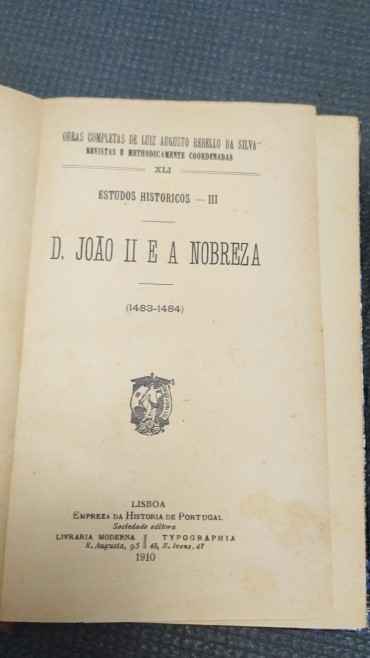 OBRAS COMPLETAS DE LUIZ AUGUSTO REBELLO DA SILVA
REVISTAS E METHODICAMENTE COORDENADAS
XLI
ESTUDOS HISTORICOS — III
D. JOÃO II E A NOBREZA
(1483-1484)
LISBOA
EMPREZA DA HISTORIA DE PORTUGAL
Sociedade editora
LIVRARIA MODERNA TYPOGRAPHIA
R. Augusta, 95 45, R. Ivens, 47
1910